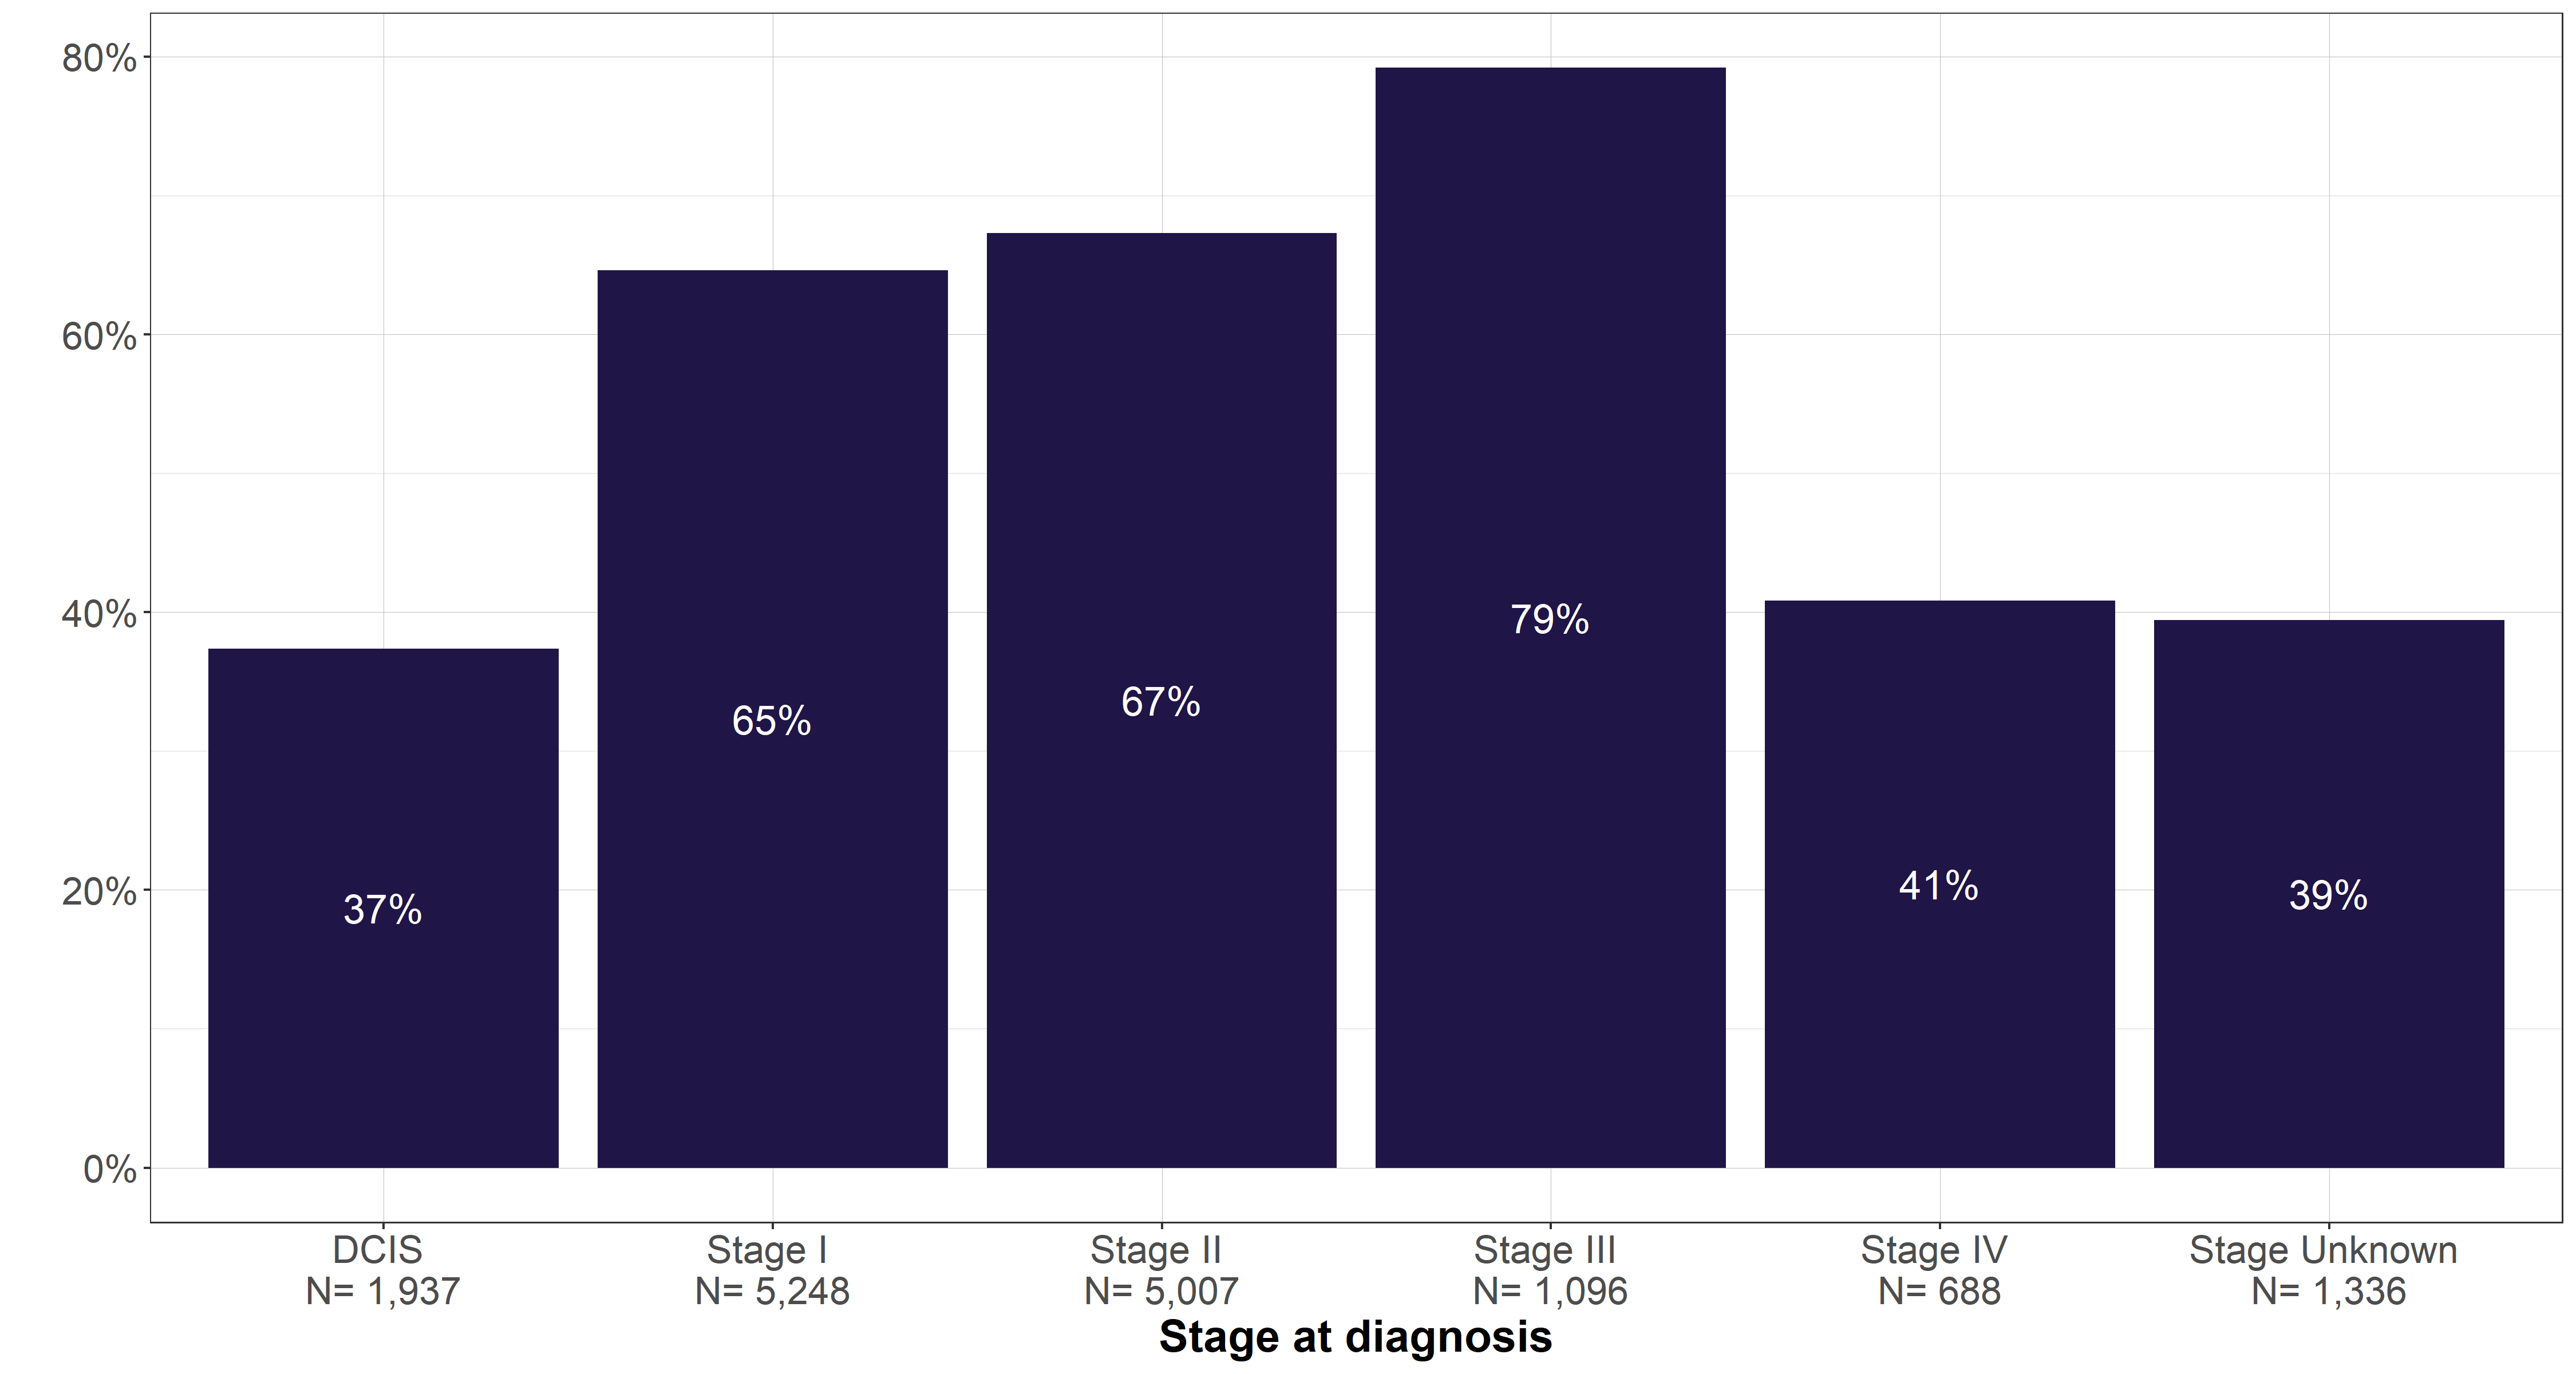 80%
60%
40%
20%
0%
37%
65%
67%
79%
41%
39%
DCIS
N= 1,937
Stage I
N= 5,248
Stage II
N= 5,007
Stage III
N= 1,096
Stage IV
N= 688
Stage Unknown
N= 1,336
Stage at diagnosis